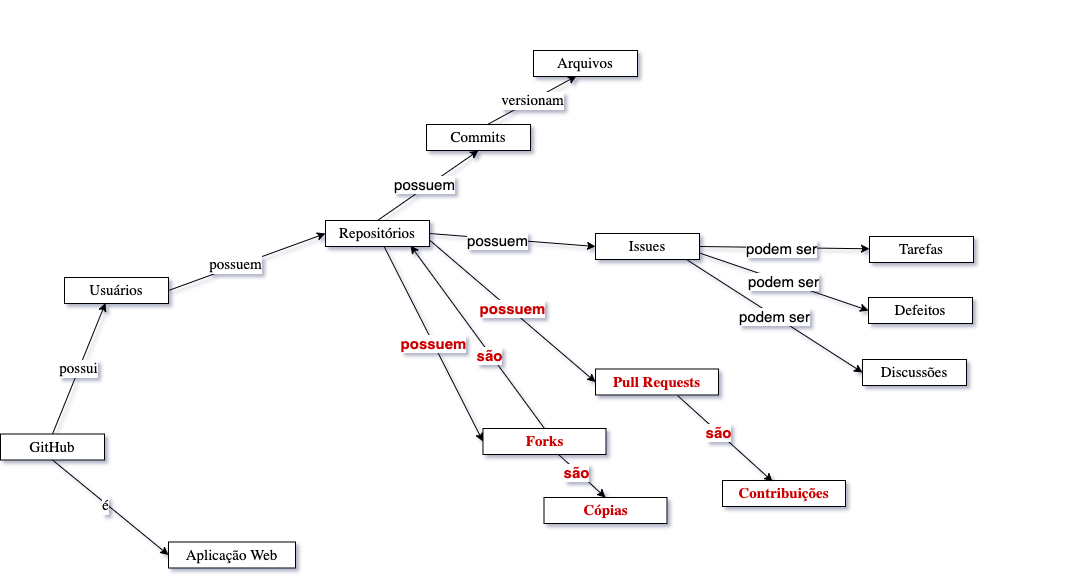 Arquivos
versionam
Commits
possuem
Repositórios
possuem
Issues
podem ser
Tarefas
possuem
Usuários
podem ser
Defeitos
possuem
podem ser
possuem
são
possui
Discussões
Pull Requests
são
Forks
GitHub
são
Contribuições
é
Cópias
Aplicação Web